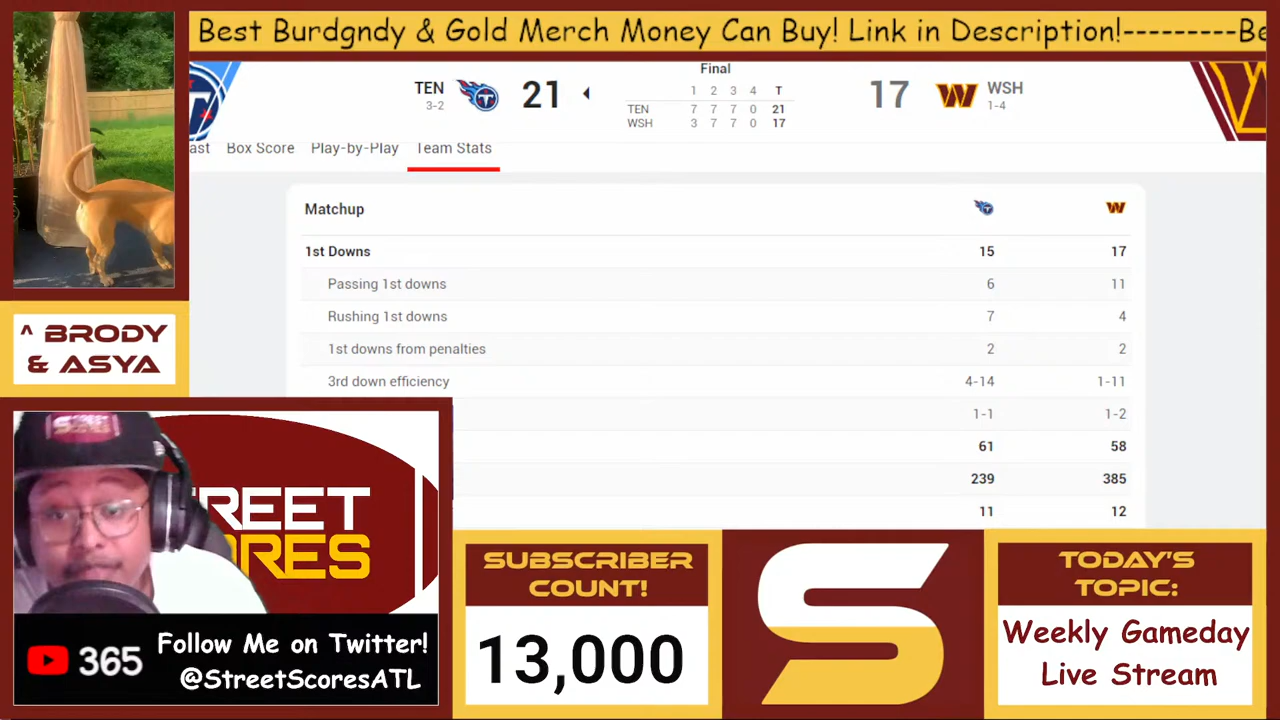 Best Burdgndy & Gold Merch Money Can Buy! Link in Description!---------Be
TEN
3-2
21
Final
1 2 3 4 T
TEN 7 7 7 0 21
WSH 3 7 7 0 17
17
WSH
1-4
ast Box Score Play-by-Play Team Stats
Matchup
1st Downs 15 17
Passing 1st downs 6 11
Rushing 1st downs 7 4
1st downs from penalties 2 2
3rd down efficiency 4-14 1-11
1-1 1-2
61 58
239 385
11 12
^ BRODY
& ASYA
REET
ORES
365
Follow Me on Twitter!
@StreetScoresATL
SUBSCRIBER
COUNT!
13,000
TODAY'S
TOPIC:
Weekly Gameday
Live Stream